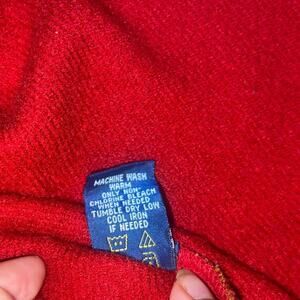 MACHINE WASH
WARM
ONLY NON-
CHLORINE BLEACH
WHEN NEEDED
TUMBLE DRY LOW
COOL IRON
IF NEEDED